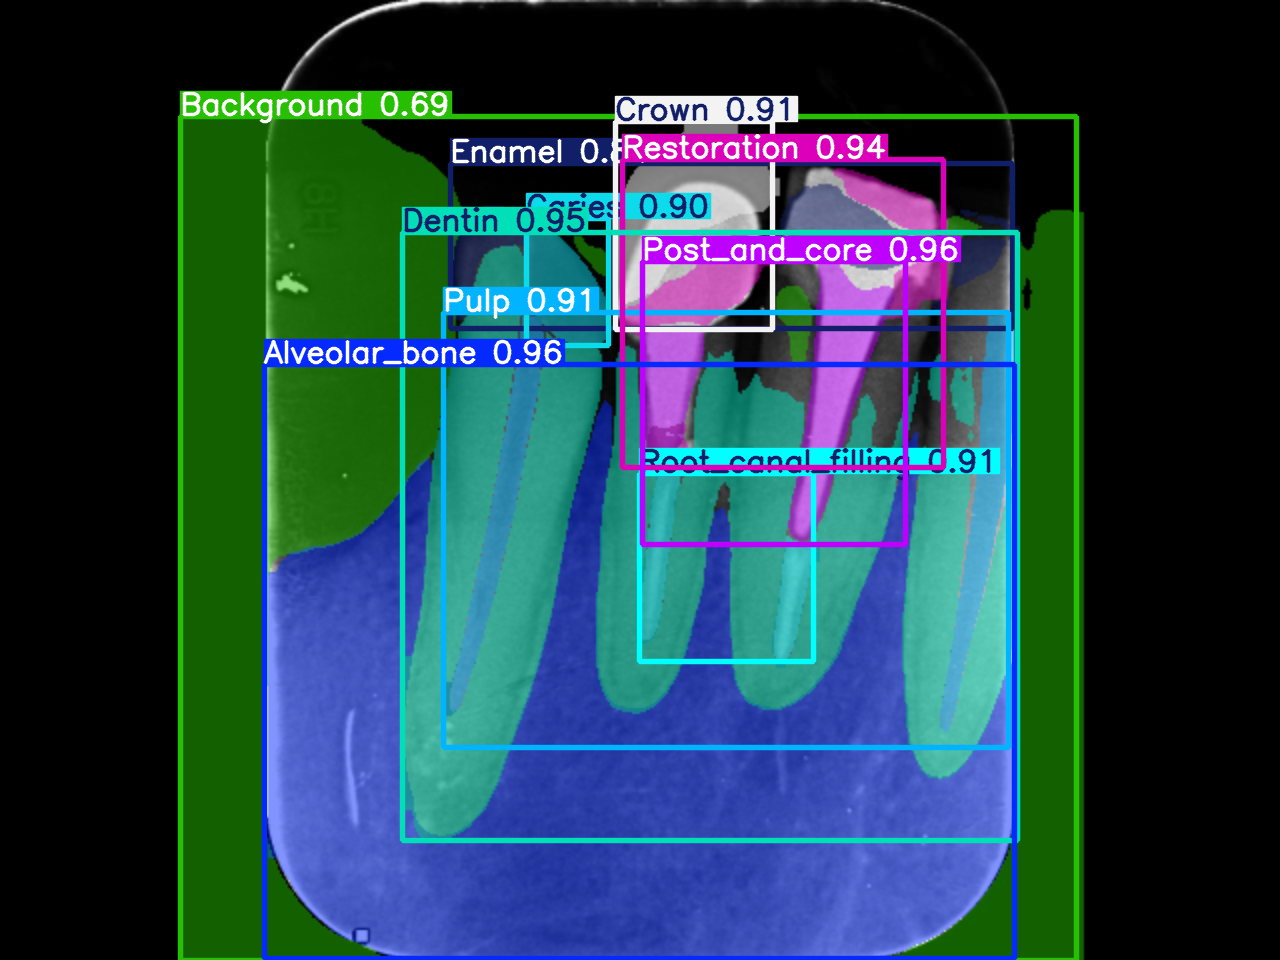 Background 0.69
Crown 0.91
Enamel 0.8
Restoration 0.94
Caries 0.90
Dentin 0.95
Post_and_core 0.96
Pulp 0.91
Alveolar_bone 0.96
Root_canal_filling 0.91